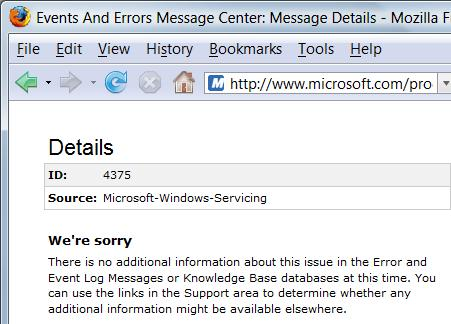 Events And Errors Message Center: Message Details - Mozilla F
File Edit View History Bookmarks Tools Help
http://www.microsoft.com/pro
Details
ID: 4375
Source: Microsoft-Windows-Servicing
We're sorry
There is no additional information about this issue in the Error and
Event Log Messages or Knowledge Base databases at this time. You
can use the links in the Support area to determine whether any
additional information might be available elsewhere.